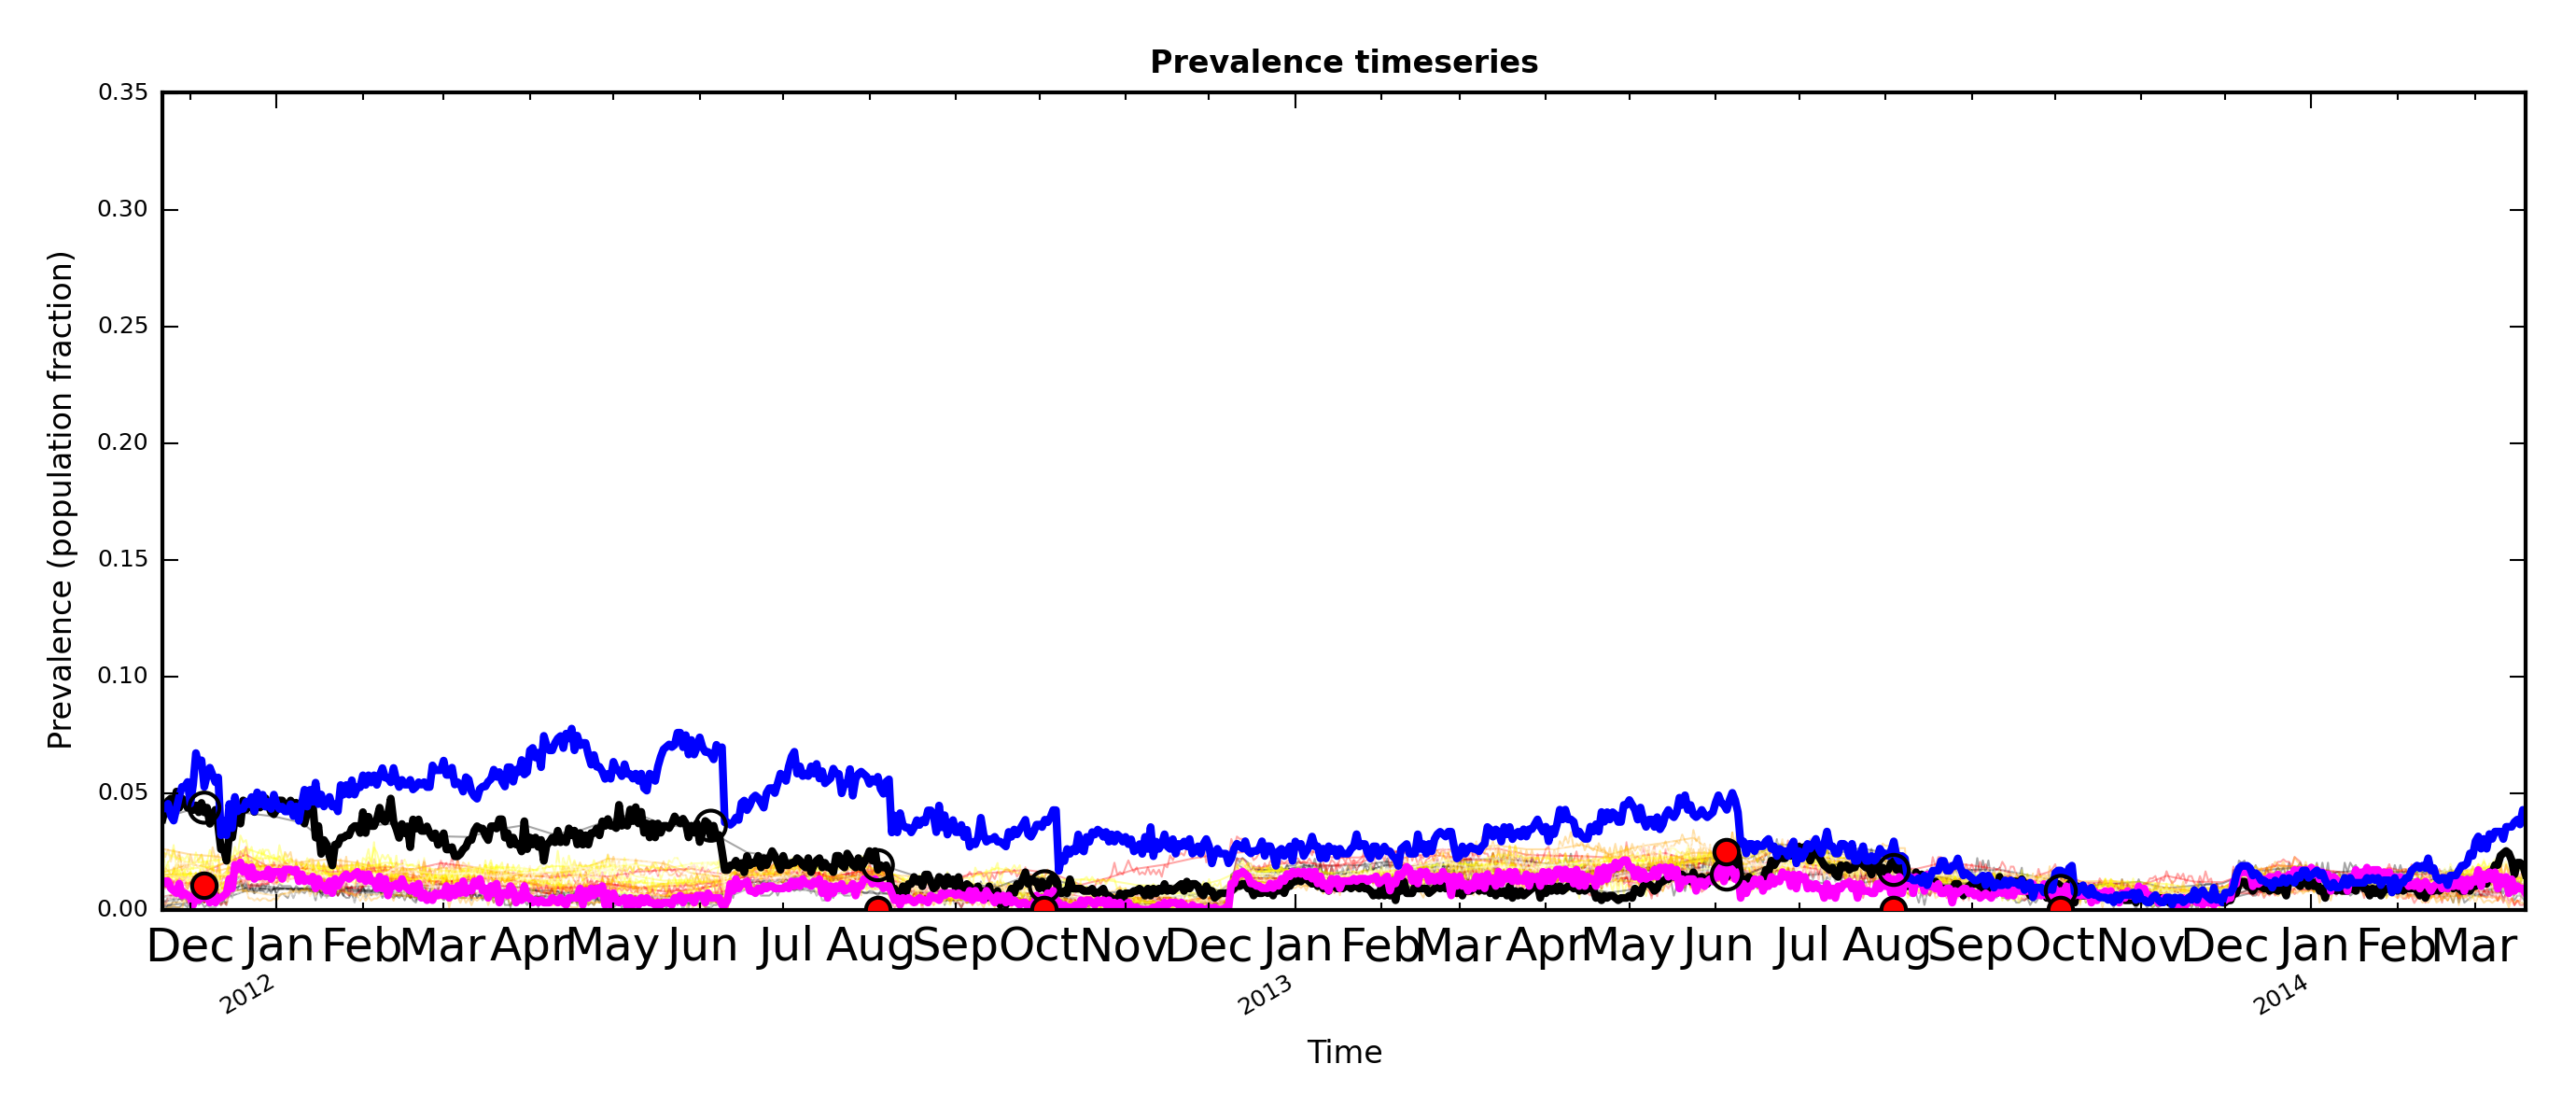 Prevalence timeseries
0.35
0.30
0.25
0.20
0.15
0.10
0.05
0.00
Prevalence (population fraction)
Dec Jan Feb Mar Apr May Jun Jul Aug Sep Oct Nov Dec Jan Feb Mar Apr May Jun Jul Aug Sep Oct Nov Dec Jan Feb Mar
2012 2013 2014
Time